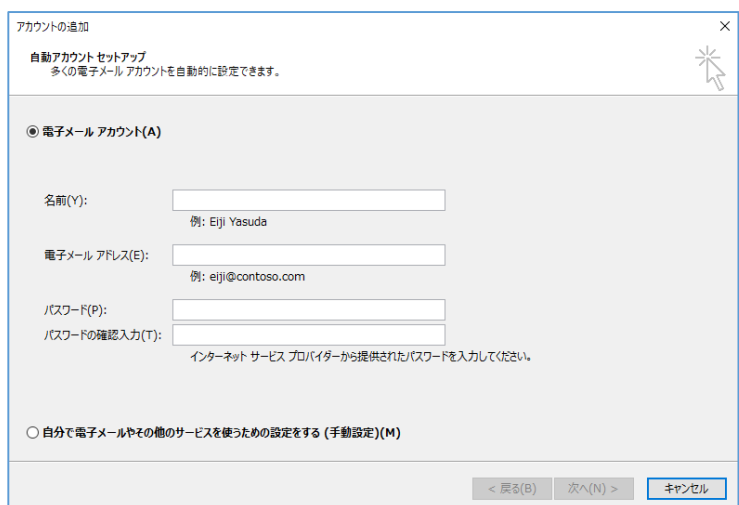 アカウントの追加
自動アカウント セットアップ
多くの電子メール アカウントを自動的に設定できます。
電子メール アカウント(A)
名前(Y):
例: Eiji Yasuda
電子メール アドレス(E):
例: eiji@contoso.com
パスワード(P):
パスワードの確認入力(T):
インターネット サービス プロバイダーから提供されたパスワードを入力してください。
自分で電子メールやその他のサービスを使うための設定をする (手動設定)(M)
< 戻る(B) 次へ(N) > キャンセル